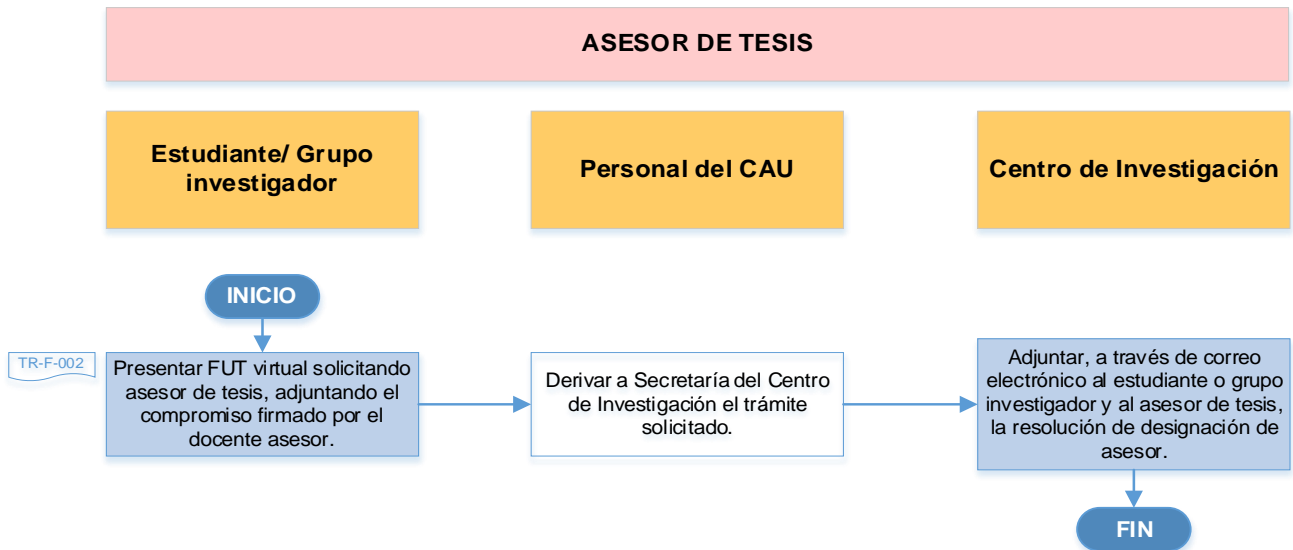 ASESOR DE TESIS
Estudiante/ Grupo
investigador
Personal del CAU
Centro de Investigación
INICIO
TR-F-002
Presentar FUT virtual solicitando
asesor de tesis, adjuntando el
compromiso firmado por el
docente asesor.
Derivar a Secretaría del Centro
de Investigación el trámite
solicitado.
Adjuntar, a través de correo
electrónico al estudiante o grupo
investigador y al asesor de tesis,
la resolución de designación de
asesor.
FIN